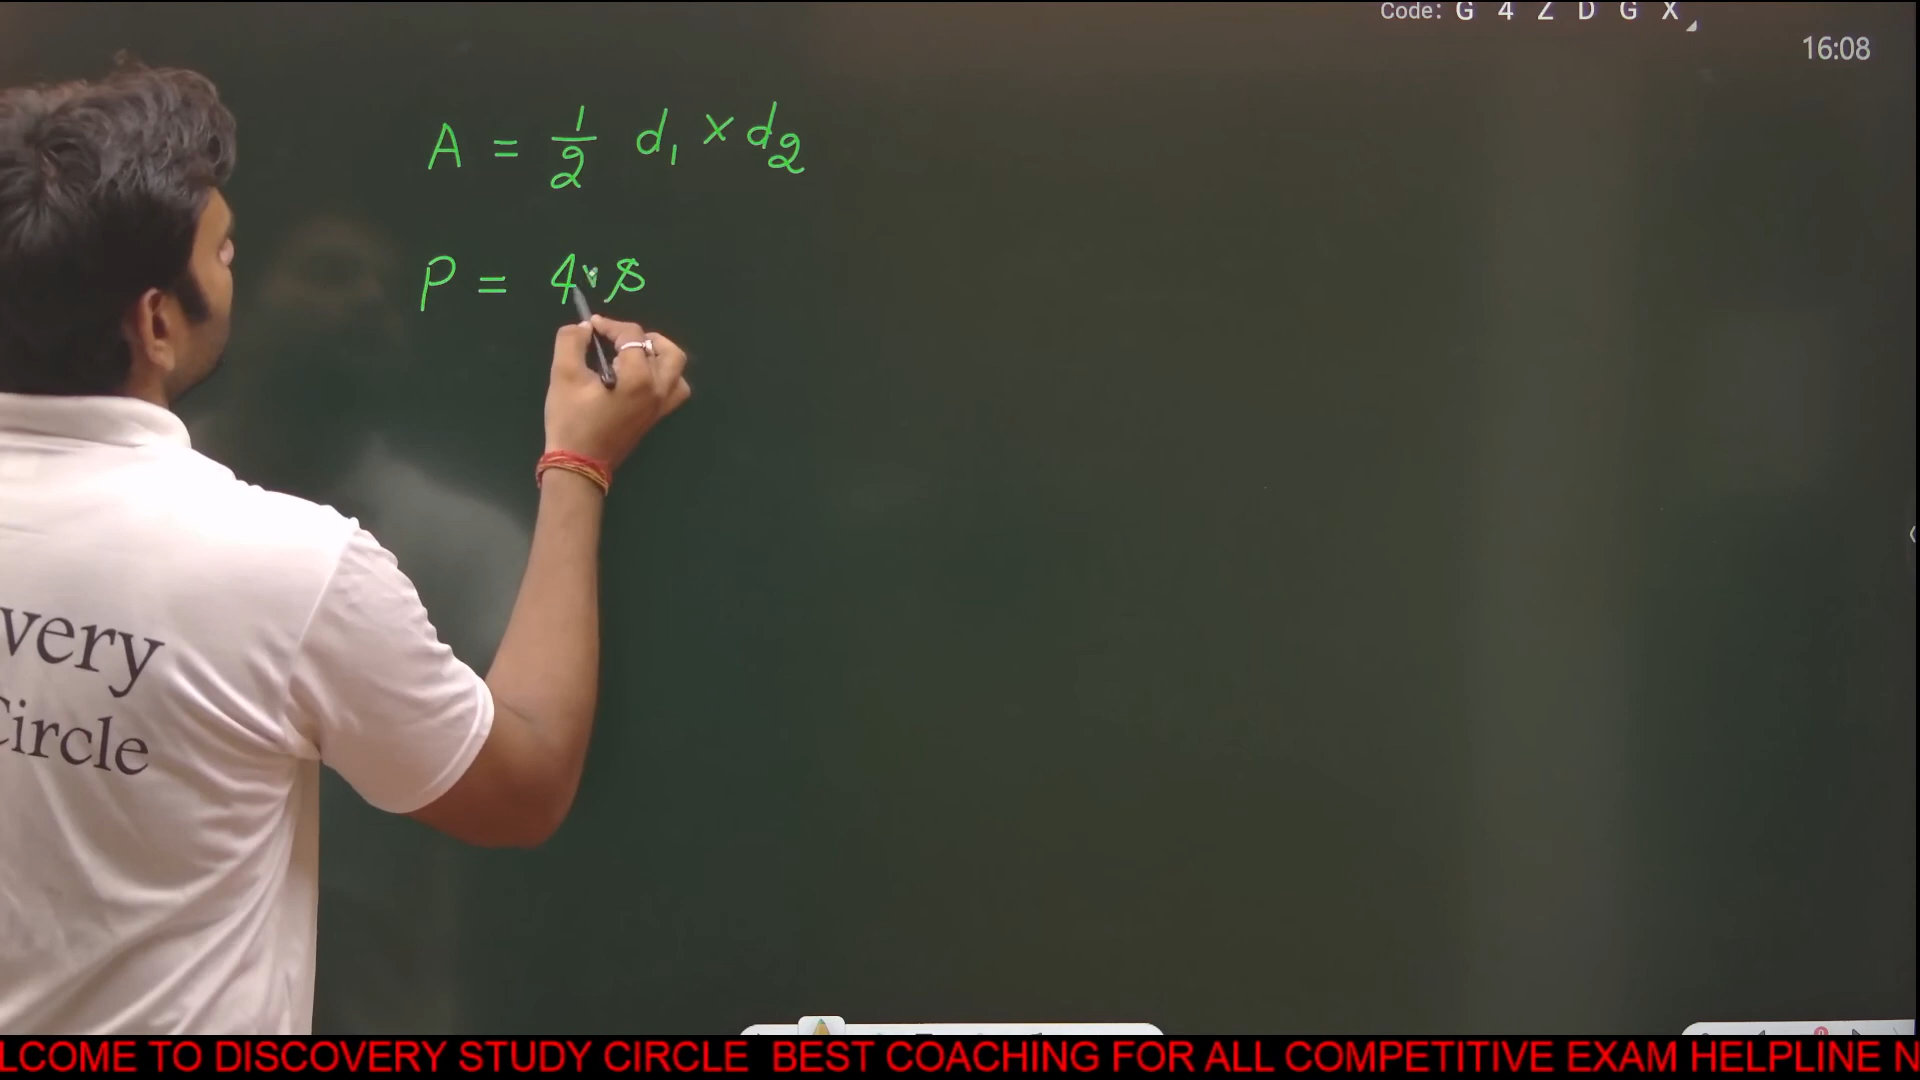 Code: G 4 Z D G X
16:08
A = 1/2 d₁ × d₂
P = 4 × s
very
Circle
LCOME TO DISCOVERY STUDY CIRCLE BEST COACHING FOR ALL COMPETITIVE EXAM HELPLINE N